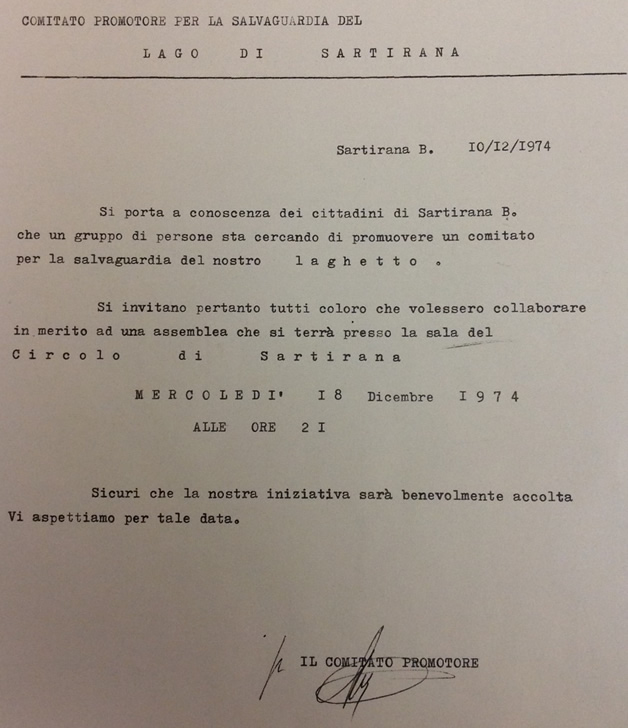 COMITATO PROMOTORE PER LA SALVAGUARDIA DEL
L A G O   D I   S A R T I R A N A
Sartirana B.   IO/I2/I974
Si porta a conoscenza dei cittadini di Sartirana B.
che un gruppo di persone sta cercando di promuovere un comitato
per la salvaguardia del nostro   l a g h e t t o .
Si invitano pertanto tutti coloro che volessero collaborare
in merito ad una assemblea che si terrà presso la sala del
C i r c o l o   d i   S a r t i r a n a
M E R C O L E D I'   I 8   Dicembre   I 9 7 4
ALLE   ORE   2 I
Sicuri che la nostra iniziativa sarà benevolmente accolta
Vi aspettiamo per tale data.
IL COMITATO PROMOTORE